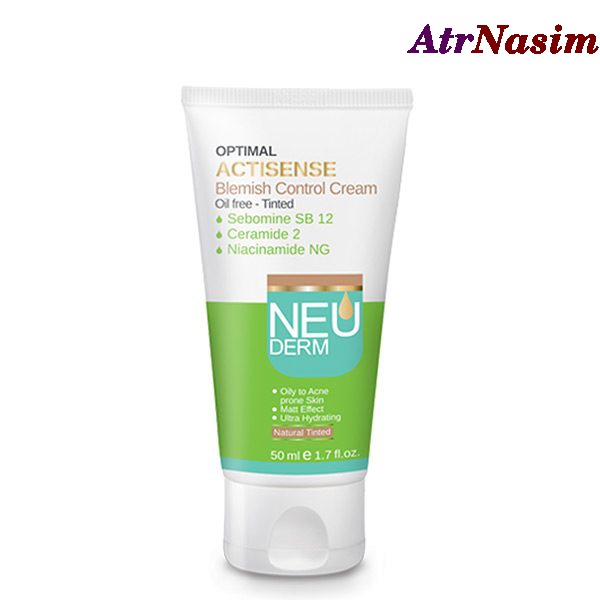 AtrNasim
OPTIMAL
ACTISENSE
Blemish Control Cream
Oil free - Tinted
Sebomine SB 12
Ceramide 2
Niacinamide NG
NEU
DERM
• Oily to Acne
prone Skin
• Matt Effect
• Ultra Hydrating
Natural Tinted
50 ml e 1.7 fl.oz.